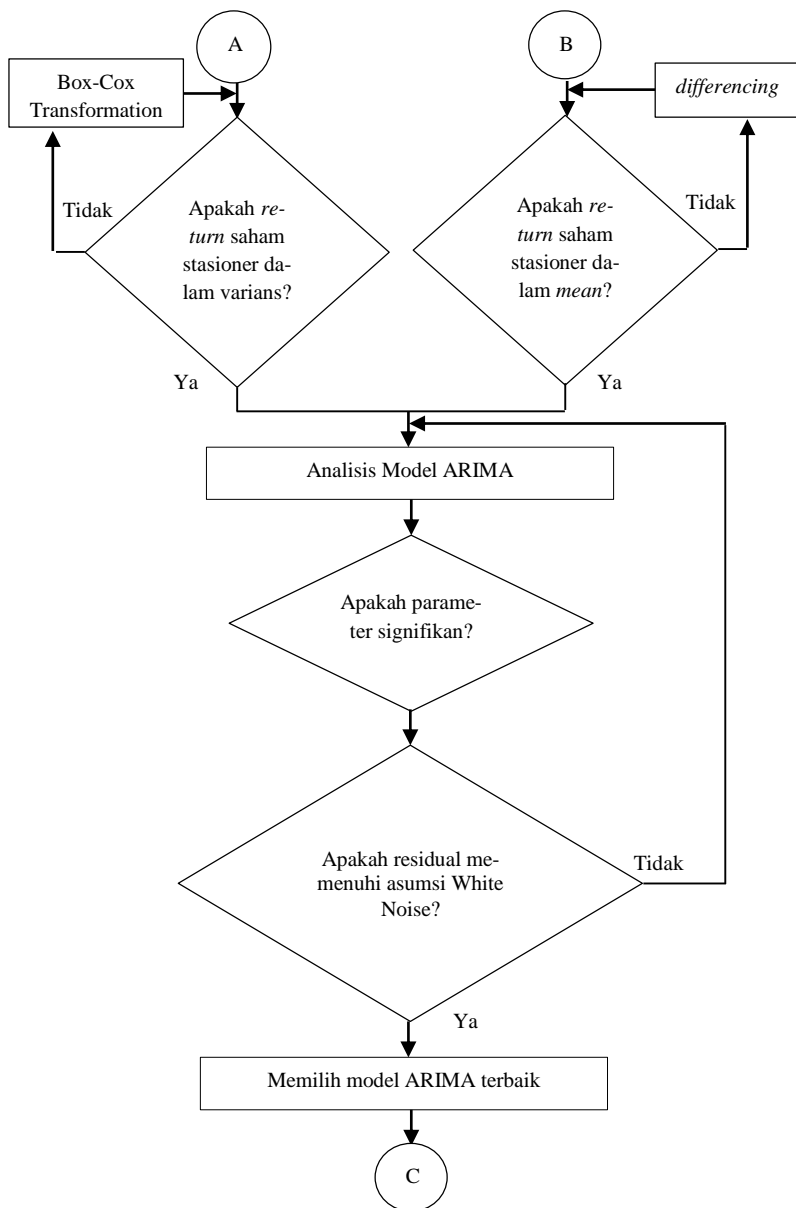 A
B
Box-Cox
Transformation
differencing
Tidak
Apakah re-
turn saham
stasioner da-
lam varians?
Apakah re-
turn saham
stasioner da-
lam mean?
Tidak
Ya
Ya
Analisis Model ARIMA
Apakah parame-
ter signifikan?
Apakah residual me-
menuhi asumsi White
Noise?
Tidak
Ya
Memilih model ARIMA terbaik
C